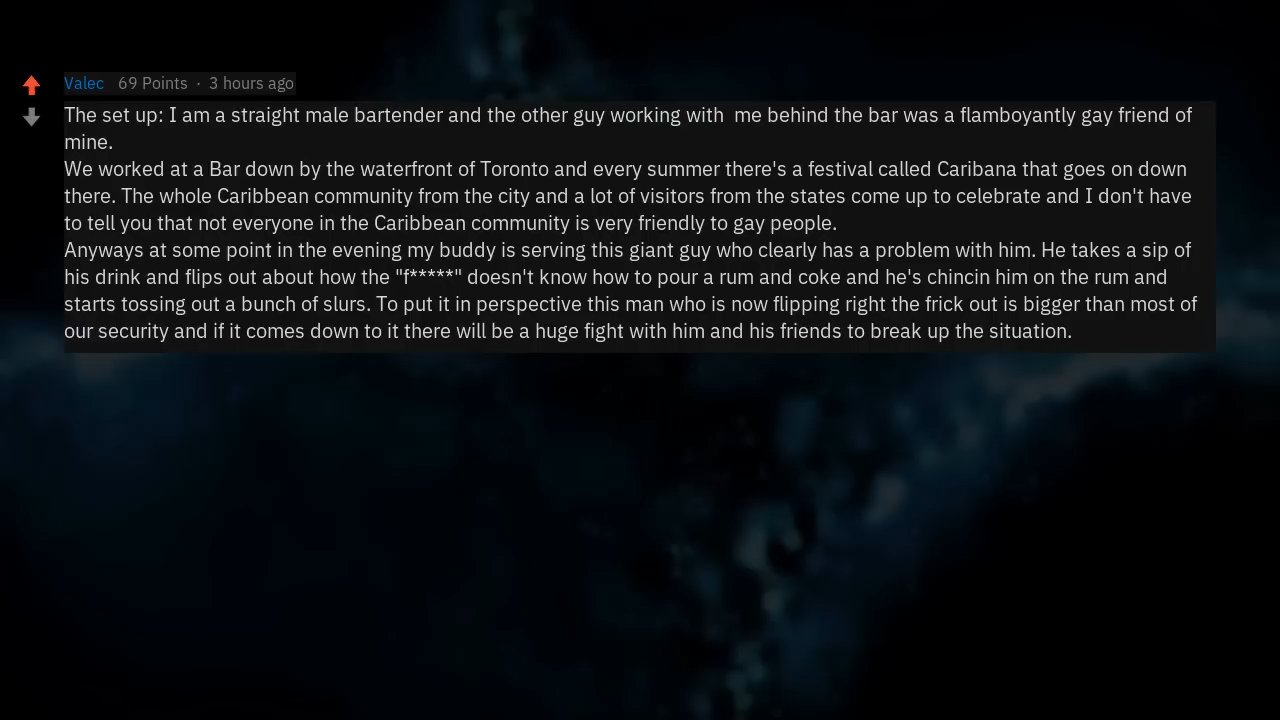 Valec 69 Points · 3 hours ago
The set up: I am a straight male bartender and the other guy working with  me behind the bar was a flamboyantly gay friend of
mine.
We worked at a Bar down by the waterfront of Toronto and every summer there's a festival called Caribana that goes on down
there. The whole Caribbean community from the city and a lot of visitors from the states come up to celebrate and I don't have
to tell you that not everyone in the Caribbean community is very friendly to gay people.
Anyways at some point in the evening my buddy is serving this giant guy who clearly has a problem with him. He takes a sip of
his drink and flips out about how the "f*****" doesn't know how to pour a rum and coke and he's chincin him on the rum and
starts tossing out a bunch of slurs. To put it in perspective this man who is now flipping right the frick out is bigger than most of
our security and if it comes down to it there will be a huge fight with him and his friends to break up the situation.